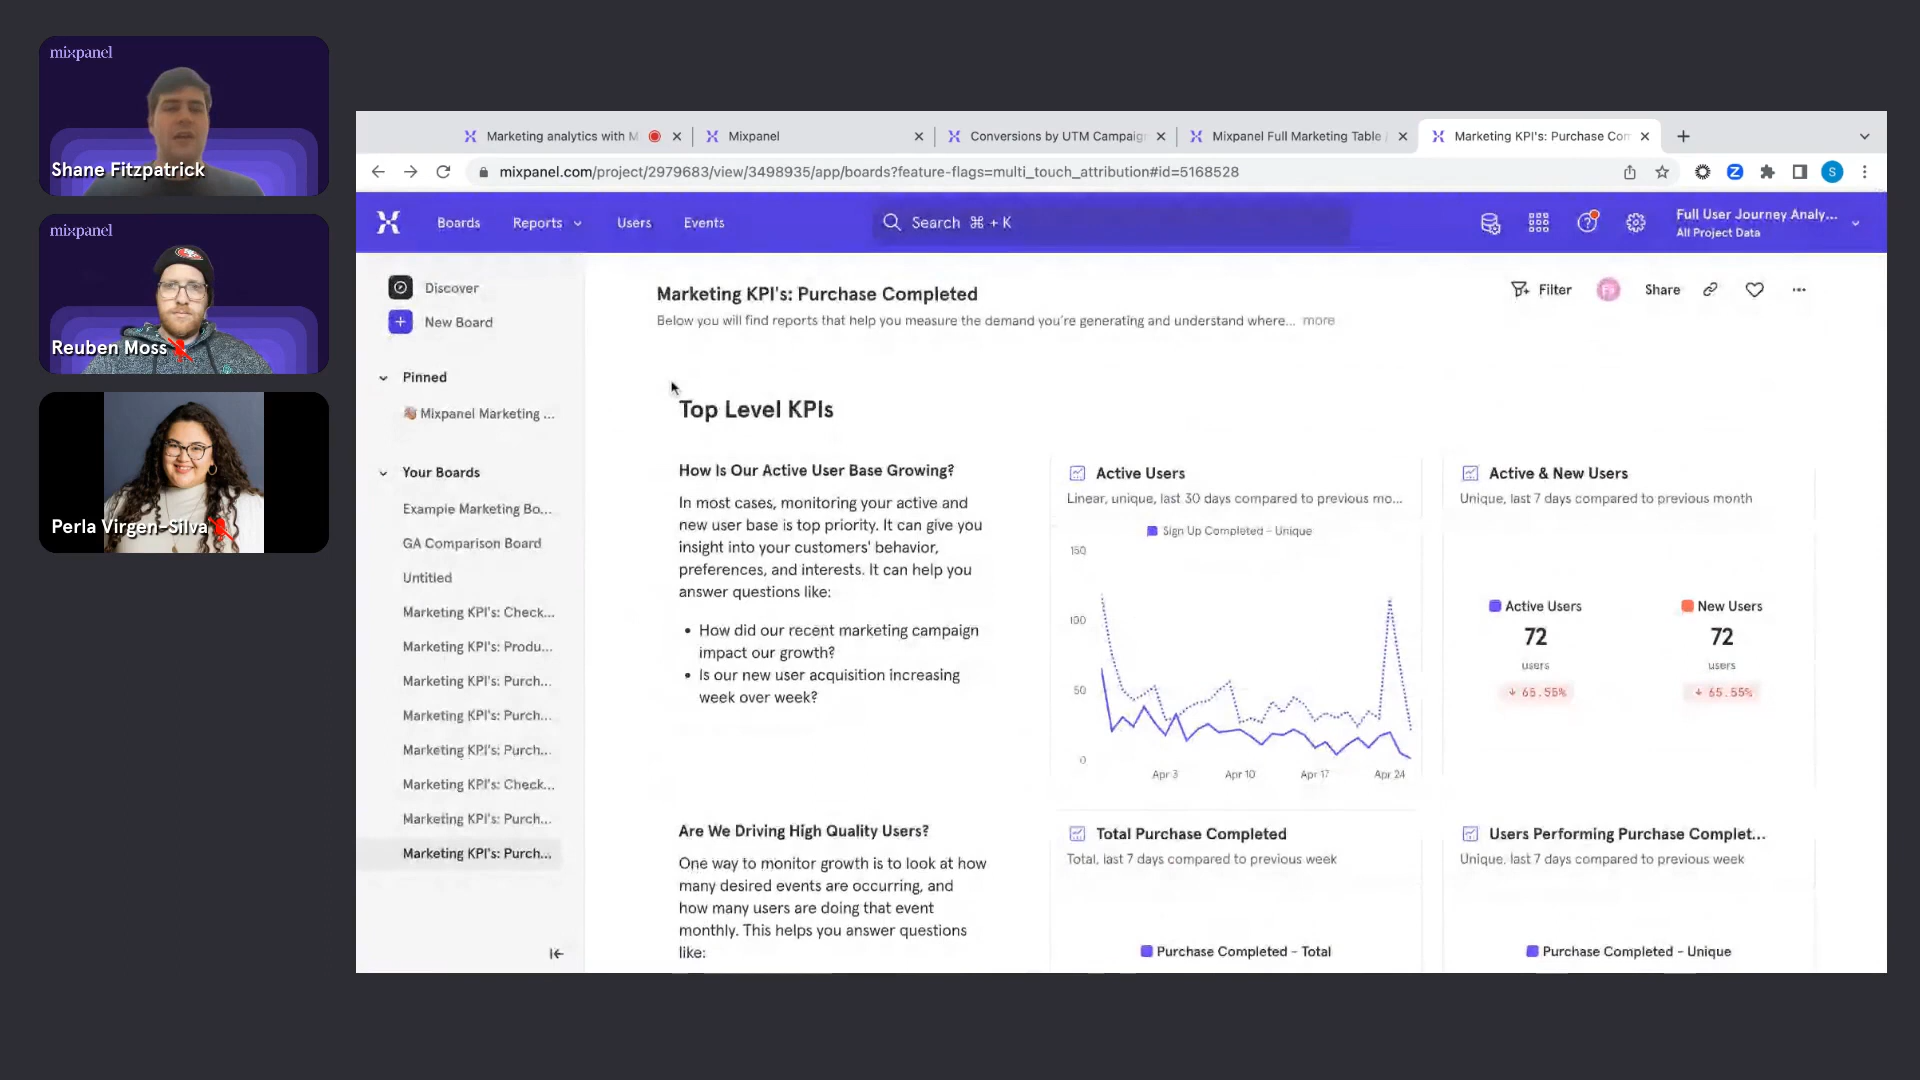 mixpanel
Shane Fitzpatrick
mixpanel
Reuben Moss
Perla Virgen-Silva
Marketing analytics with M
Mixpanel
Conversions by UTM Campaig
Mixpanel Full Marketing Table
Marketing KPI's: Purchase Com
mixpanel.com/project/2979683/view/3498935/app/boards?feature-flags=multi_touch_attribution#id=5168528
Z
S
Boards
Reports
Users
Events
Search ⌘ + K
Full User Journey Analy...
All Project Data
Discover
New Board
Pinned
Mixpanel Marketing ...
Your Boards
Example Marketing Bo...
GA Comparison Board
Untitled
Marketing KPI's: Check...
Marketing KPI's: Produ...
Marketing KPI's: Purch...
Marketing KPI's: Purch...
Marketing KPI's: Purch...
Marketing KPI's: Check...
Marketing KPI's: Purch...
Marketing KPI's: Purch...
Marketing KPI's: Purchase Completed
Below you will find reports that help you measure the demand you're generating and understand where... more
Filter
Share
Top Level KPIs
How Is Our Active User Base Growing?
In most cases, monitoring your active and
new user base is top priority. It can give you
insight into your customers' behavior,
preferences, and interests. It can help you
answer questions like:
• How did our recent marketing campaign
impact our growth?
• Is our new user acquisition increasing
week over week?
Active Users
Linear, unique, last 30 days compared to previous mo...
Sign Up Completed - Unique
150
100
50
0
Apr 3
Apr 10
Apr 17
Apr 24
Active & New Users
Unique, last 7 days compared to previous month
Active Users
72
users
↓ 65.55%
New Users
72
users
↓ 65.55%
Are We Driving High Quality Users?
One way to monitor growth is to look at how
many desired events are occurring, and
how many users are doing that event
monthly. This helps you answer questions
like:
Total Purchase Completed
Total, last 7 days compared to previous week
Purchase Completed - Total
Users Performing Purchase Complet...
Unique, last 7 days compared to previous week
Purchase Completed - Unique